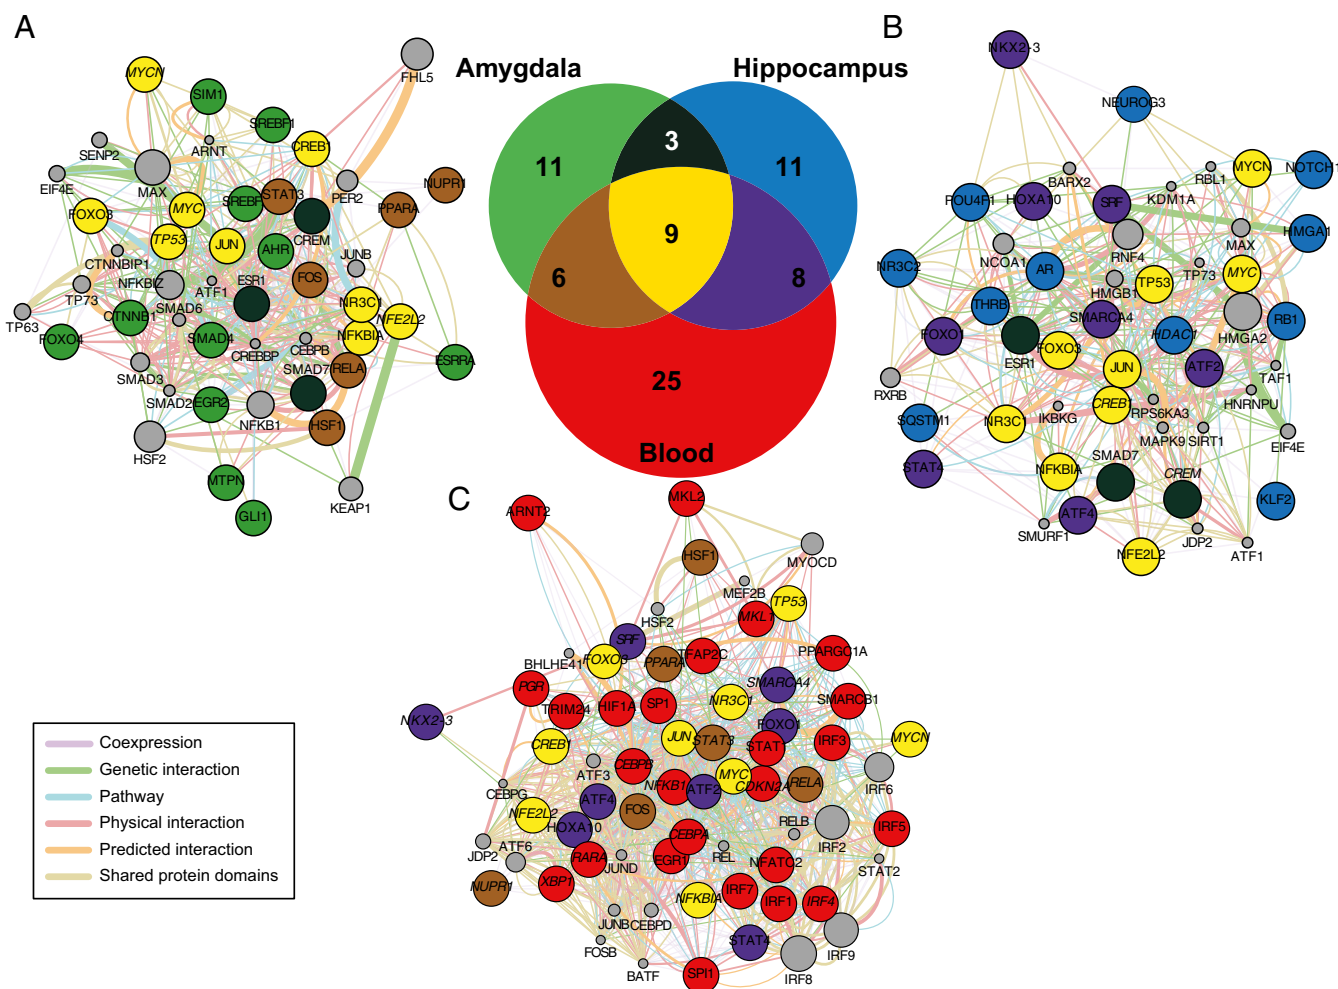 A
B
Amygdala
Hippocampus
3
11
11
9
6
8
25
Blood
MYCN
SIM1
FHL5
SREBF1
SENP2
ARNT
CREB1
EIF4E
MAX
PER2
NUPR1
FOXO3
MYC
SREBF
STAT3
PPARA
CREM
TP53
JUN
AHR
CTNNBIP1
JUNB
NFKBIZ
ATF1
ESR1
FOS
TP73
NR3C1
TP63
CTNNB1
SMAD6
NFE2L2
FOXO4
SMAD4
CREBBP
CEBPB
NFKBIA
ESRRA
SMAD3
SMAD7
RELA
SMAD2
EGR2
NFKB1
HSF1
HSF2
MTPN
KEAP1
GLI1
NKX2-3
NEUROG3
BARX2
RBL1
MYCN
NOTCH1
POU4F1
HOXA10
SRF
KDM1A
HMGA1
NCOA1
RNF4
MAX
NR3C2
AR
HMGB1
TP53
TP73
MYC
THRB
SMARCA4
HMGA2
RB1
FOXO1
ESR1
FOXO3
HDAC1
RXRB
JUN
ATF2
TAF1
HNRNPU
SQSTM1
NR3C1
IKBKG
CREB1
RPS6KA3
MAPK9
SIRT1
EIF4E
STAT4
NFKBIA
SMAD7
CREM
KLF2
SMURF1
ATF4
JDP2
NFE2L2
ATF1
C
ARNT2
MKL2
HSF1
MYOCD
MEF2B
HSF2
MKL1
TP53
SRF
BHLHE41
FOXO3
PPARA
TFAP2C
PPARGC1A
PGR
SMARCA4
TRIM24
HIF1A
SP1
NR3C1
SMARCB1
NKX2-3
FOXO1
CREB1
JUN
STAT3
STAT1
IRF3
MYCN
ATF3
CEBPB
MYC
IRF6
CEBPG
NFKB1
ATF2
CDKN2A
RELA
NFE2L2
ATF4
FOS
HOXA10
CEBPA
RELB
IRF2
IRF5
JDP2
ATF6
RARA
JUND
EGR1
REL
NFATC2
STAT2
NUPR1
XBP1
NFKBIA
IRF7
IRF1
IRF4
JUNB
CEBPD
FOSB
STAT4
IRF9
BATF
SPI1
IRF8
Coexpression
Genetic interaction
Pathway
Physical interaction
Predicted interaction
Shared protein domains